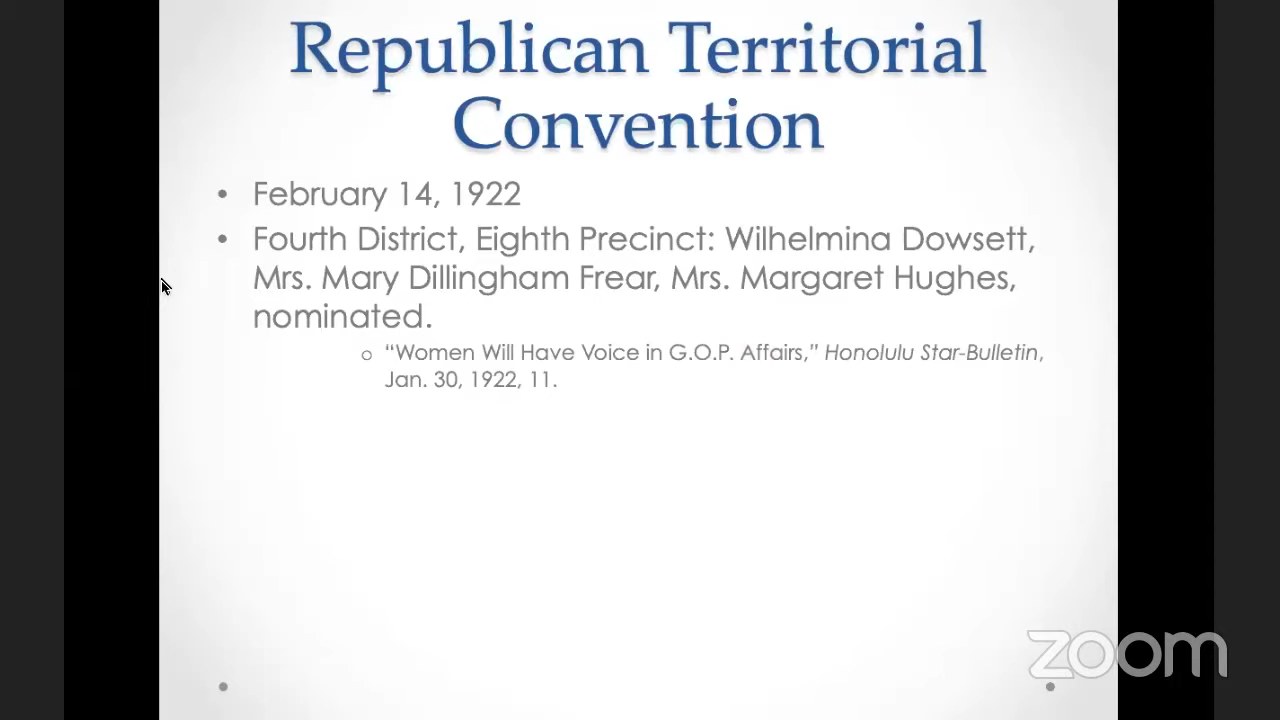 Republican Territorial
Convention
• February 14, 1922
• Fourth District, Eighth Precinct: Wilhelmina Dowsett,
Mrs. Mary Dillingham Frear, Mrs. Margaret Hughes,
nominated.
o “Women Will Have Voice in G.O.P. Affairs,” Honolulu Star-Bulletin,
Jan. 30, 1922, 11.
zoom